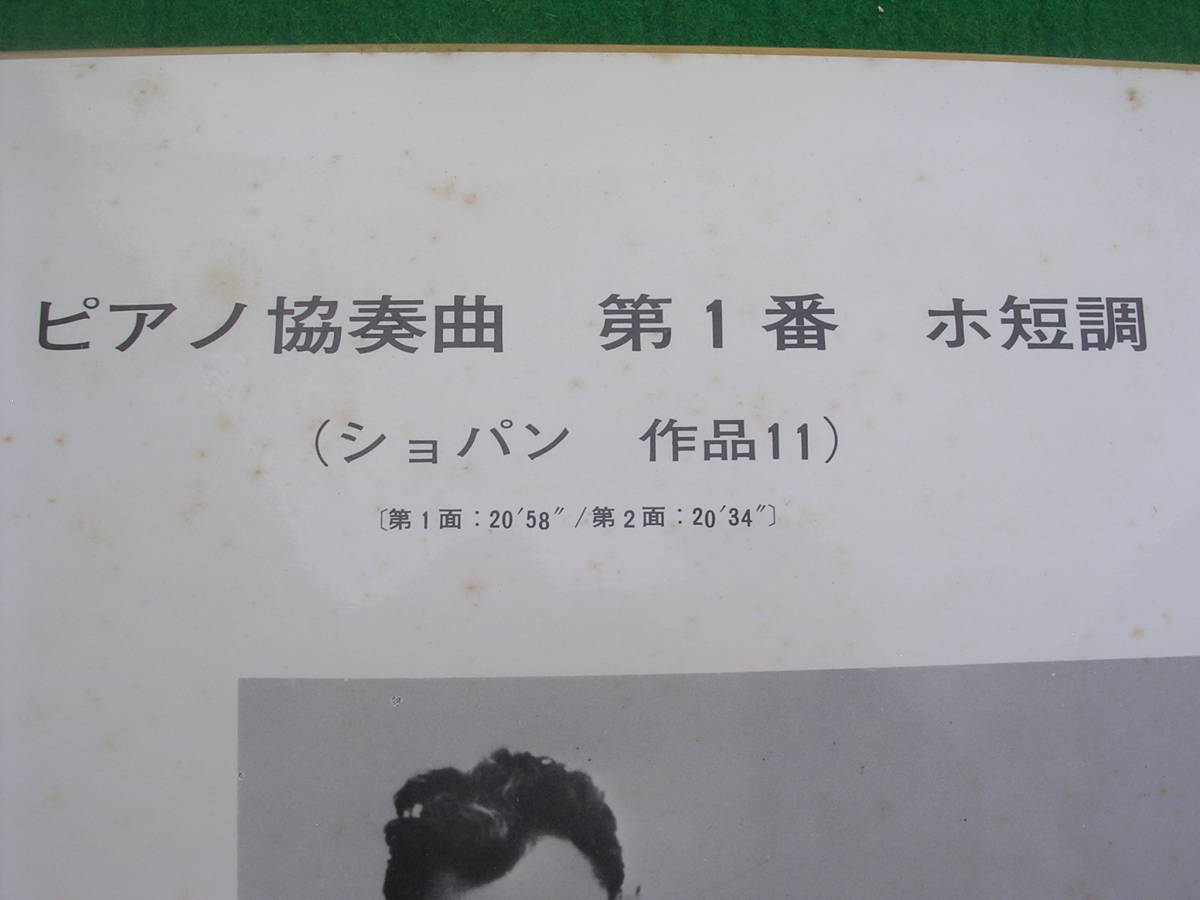 ピアノ協奏曲　第1番　ホ短調
（ショパン　作品11）
〔第1面：20′58″/第2面：20′34″〕